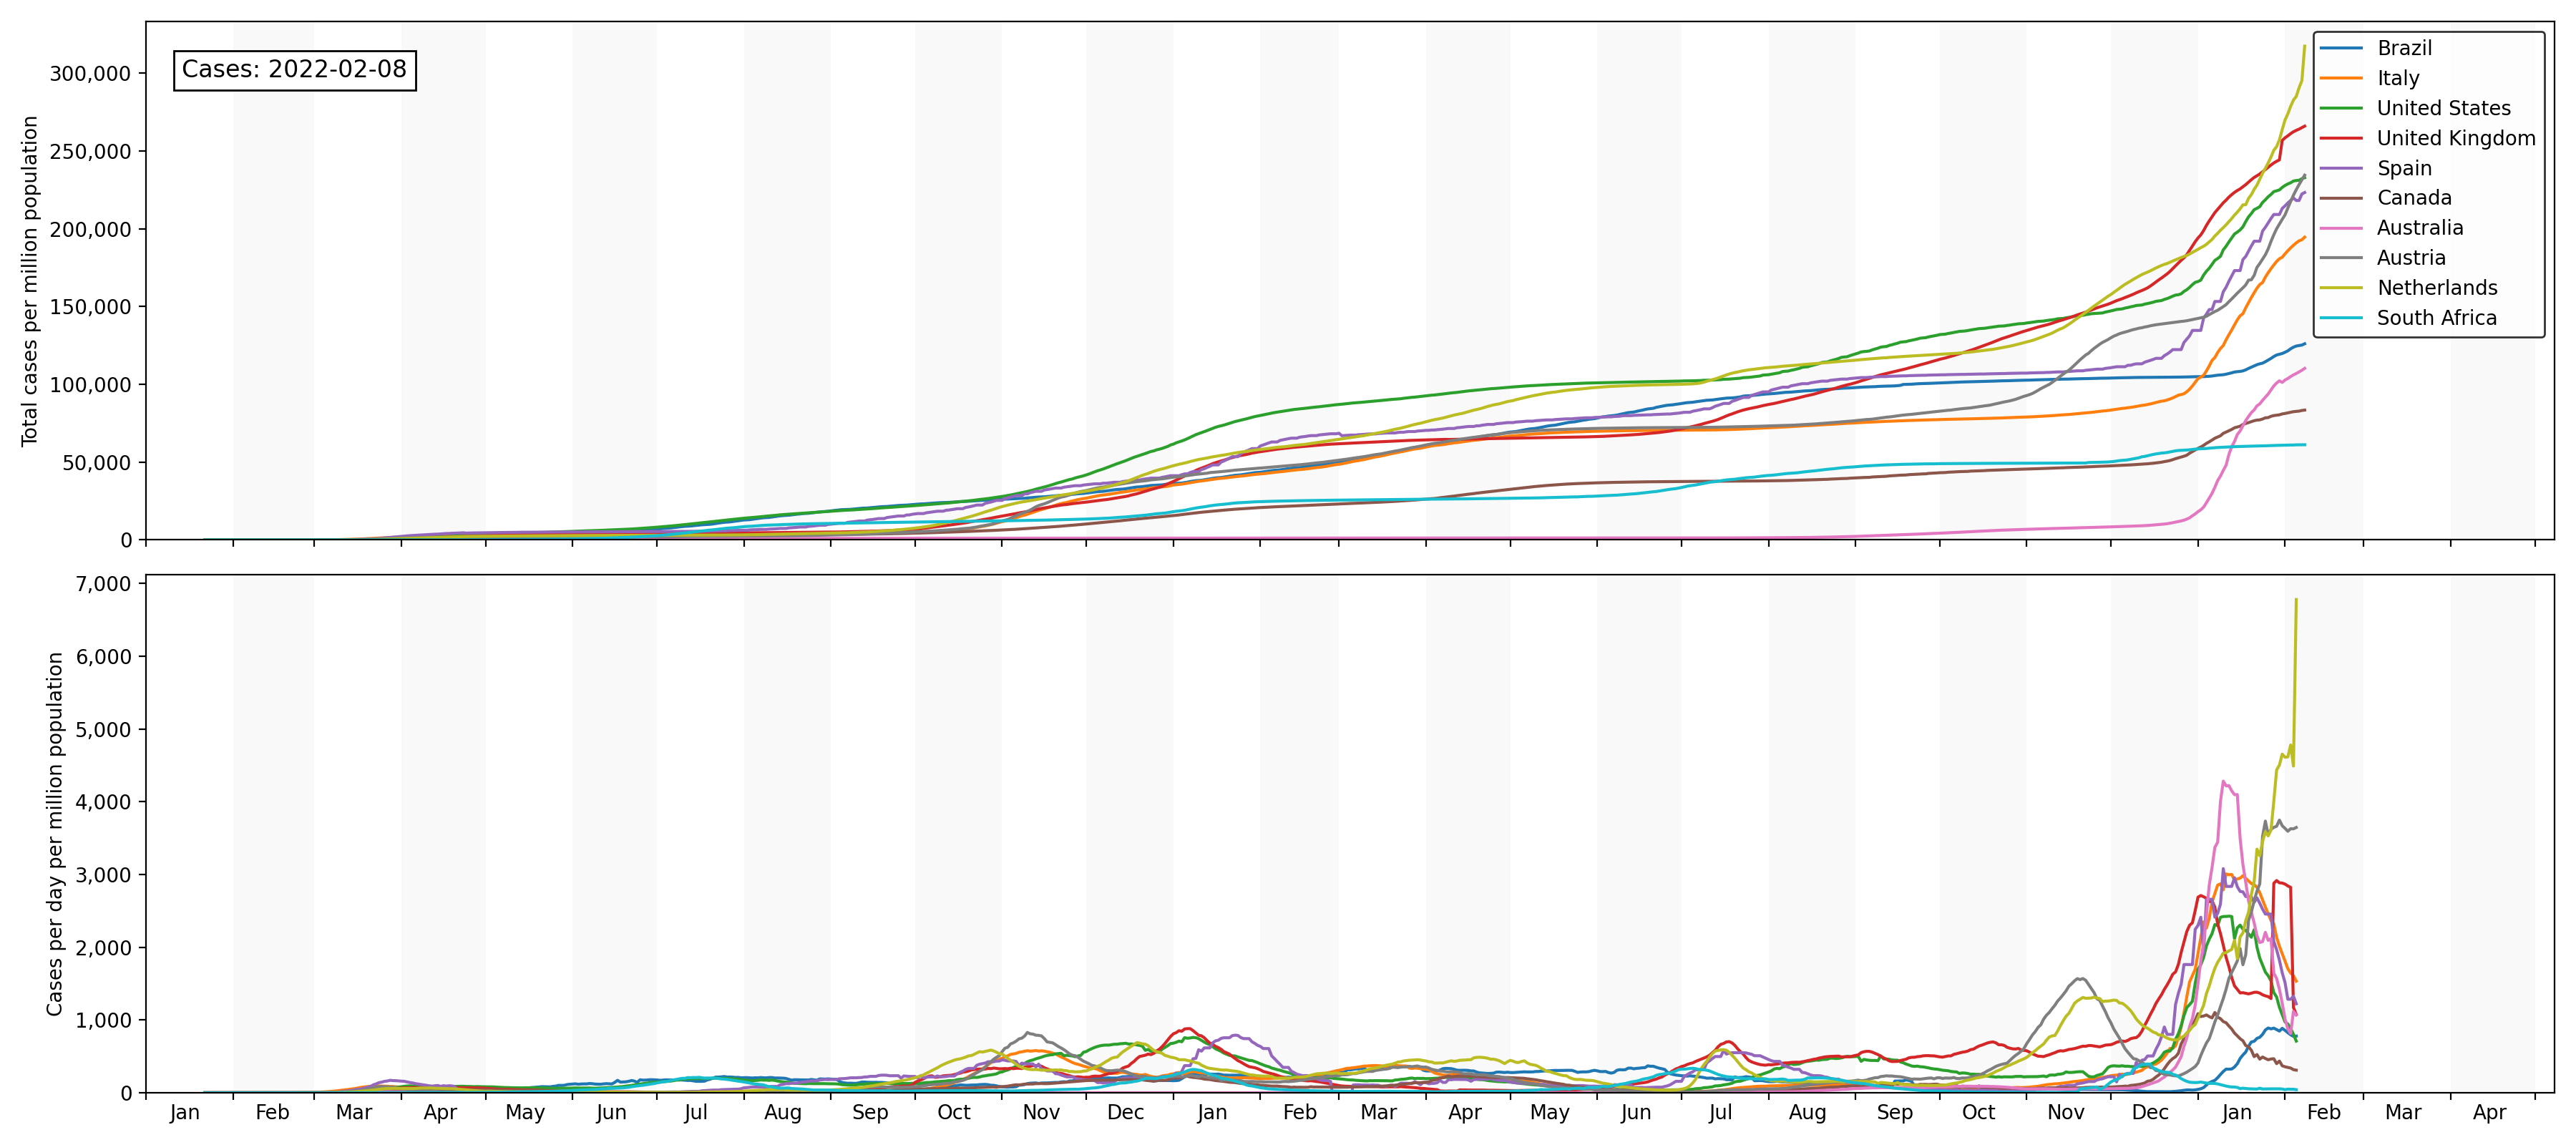 Cases: 2022-02-08
Total cases per million population
300,000
250,000
200,000
150,000
100,000
50,000
0
Brazil
Italy
United States
United Kingdom
Spain
Canada
Australia
Austria
Netherlands
South Africa
Cases per day per million population
7,000
6,000
5,000
4,000
3,000
2,000
1,000
0
Jan Feb Mar Apr May Jun Jul Aug Sep Oct Nov Dec Jan Feb Mar Apr May Jun Jul Aug Sep Oct Nov Dec Jan Feb Mar Apr